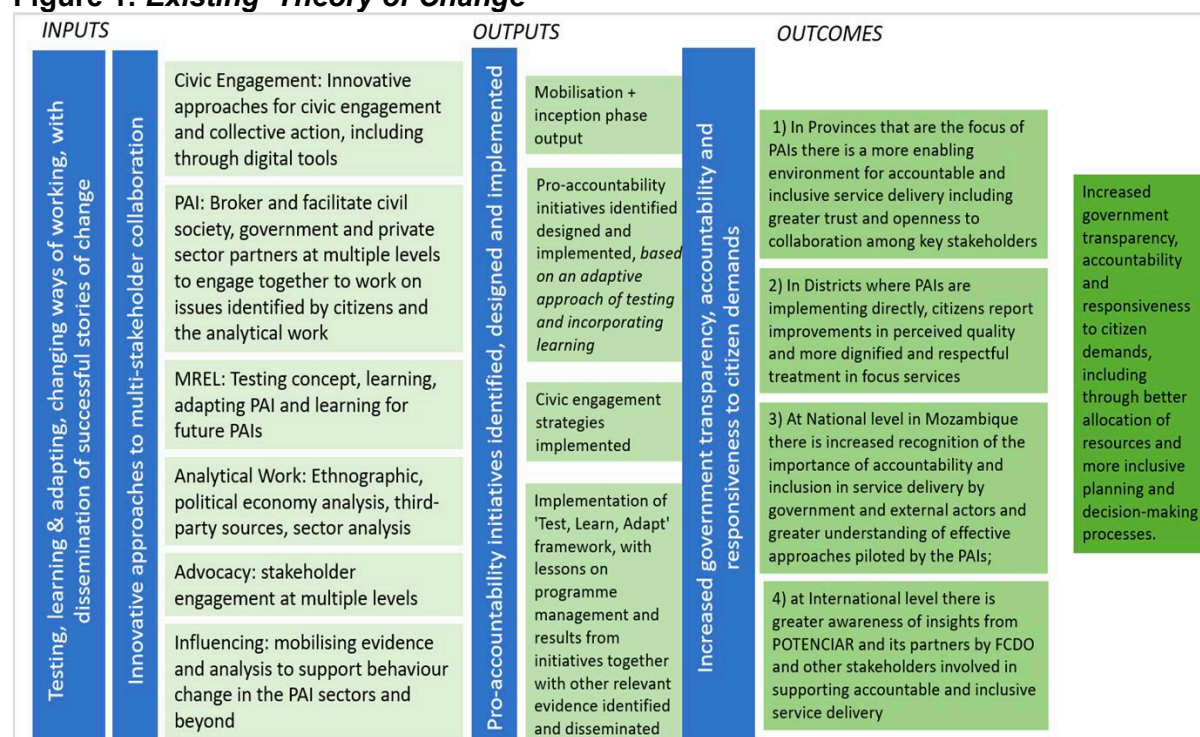 Figure 1: Existing Theory of Change
INPUTS
OUTPUTS
OUTCOMES
Testing, learning & adapting, changing ways of working, with
dissemination of successful stories of change
Innovative approaches to multi-stakeholder collaboration
Civic Engagement: Innovative
approaches for civic engagement
and collective action, including
through digital tools
PAI: Broker and facilitate civil
society, government and private
sector partners at multiple levels
to engage together to work on
issues identified by citizens and
the analytical work
MREL: Testing concept, learning,
adapting PAI and learning for
future PAIs
Analytical Work: Ethnographic,
political economy analysis, third-
party sources, sector analysis
Advocacy: stakeholder
engagement at multiple levels
Influencing: mobilising evidence
and analysis to support behaviour
change in the PAI sectors and
beyond
Pro-accountability initiatives identified, designed and implemented
Mobilisation +
inception phase
output
Pro-accountability
initiatives identified
designed and
implemented, based
on an adaptive
approach of testing
and incorporating
learning
Civic engagement
strategies
implemented
Implementation of
'Test, Learn, Adapt'
framework, with
lessons on
programme
management and
results from
initiatives together
with other relevant
evidence identified
and disseminated
Increased government transparency, accountability and
responsiveness to citizen demands
1) In Provinces that are the focus of
PAIs there is a more enabling
environment for accountable and
inclusive service delivery including
greater trust and openness to
collaboration among key stakeholders
2) In Districts where PAIs are
implementing directly, citizens report
improvements in perceived quality
and more dignified and respectful
treatment in focus services
3) At National level in Mozambique
there is increased recognition of the
importance of accountability and
inclusion in service delivery by
government and external actors and
greater understanding of effective
approaches piloted by the PAIs;
4) at International level there is
greater awareness of insights from
POTENCIAR and its partners by FCDO
and other stakeholders involved in
supporting accountable and inclusive
service delivery
Increased
government
transparency,
accountability
and
responsiveness
to citizen
demands,
including
through better
allocation of
resources and
more inclusive
planning and
decision-making
processes.